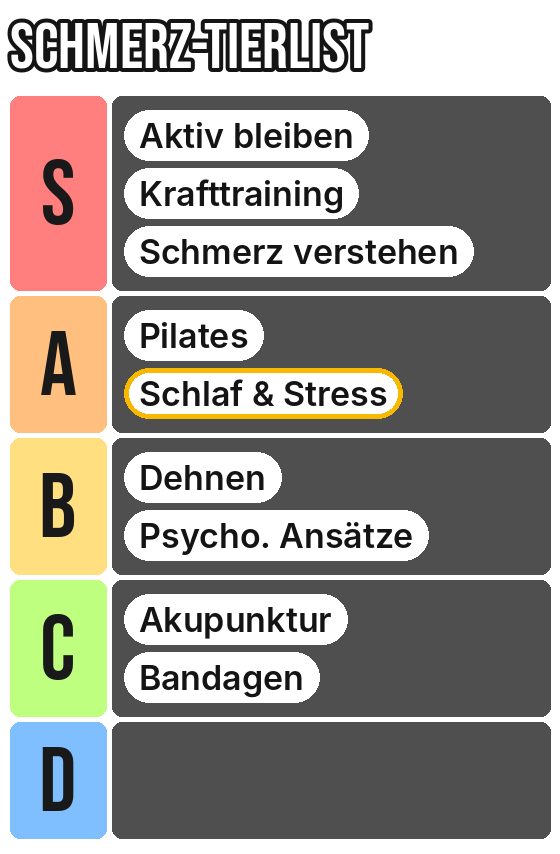 SCHMERZ-TIERLIST
S
Aktiv bleiben
Krafttraining
Schmerz verstehen
A
Pilates
Schlaf & Stress
B
Dehnen
Psycho. Ansätze
C
Akupunktur
Bandagen
D